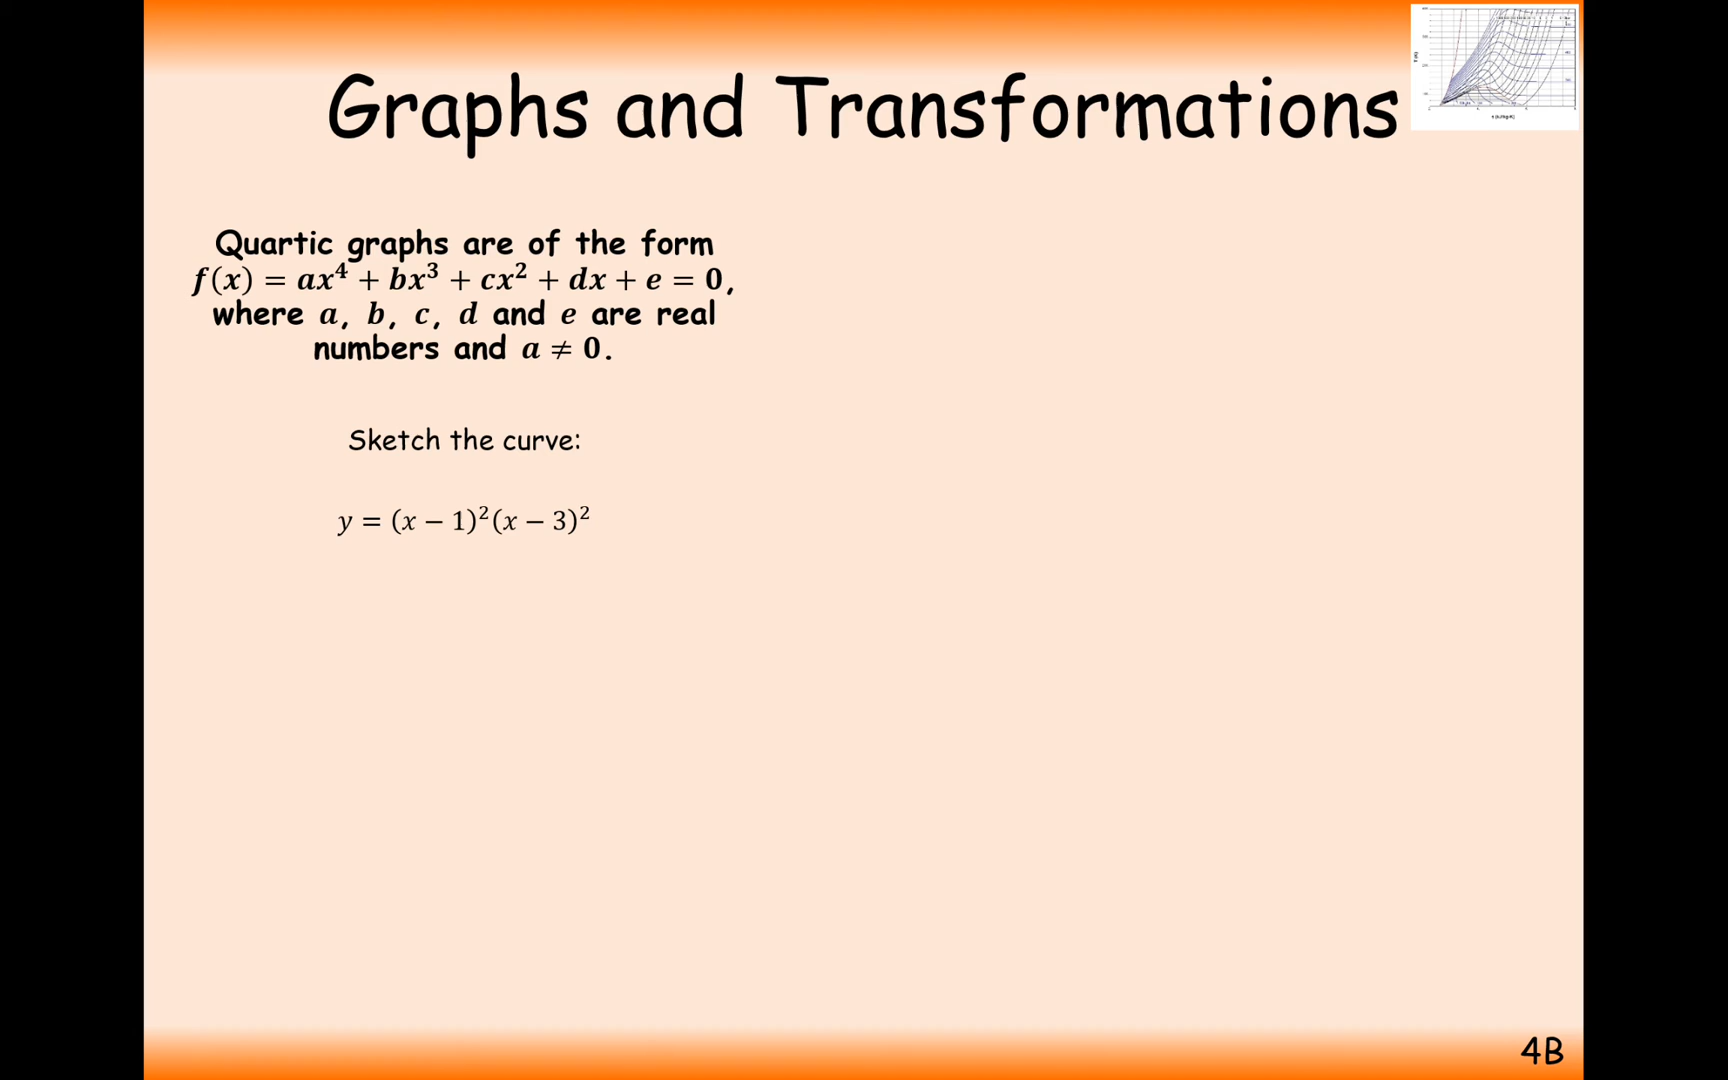 Graphs and Transformations
Quartic graphs are of the form
f(x) = ax⁴ + bx³ + cx² + dx + e = 0,
where a, b, c, d and e are real
numbers and a ≠ 0.
Sketch the curve:
y = (x − 1)²(x − 3)²
4B